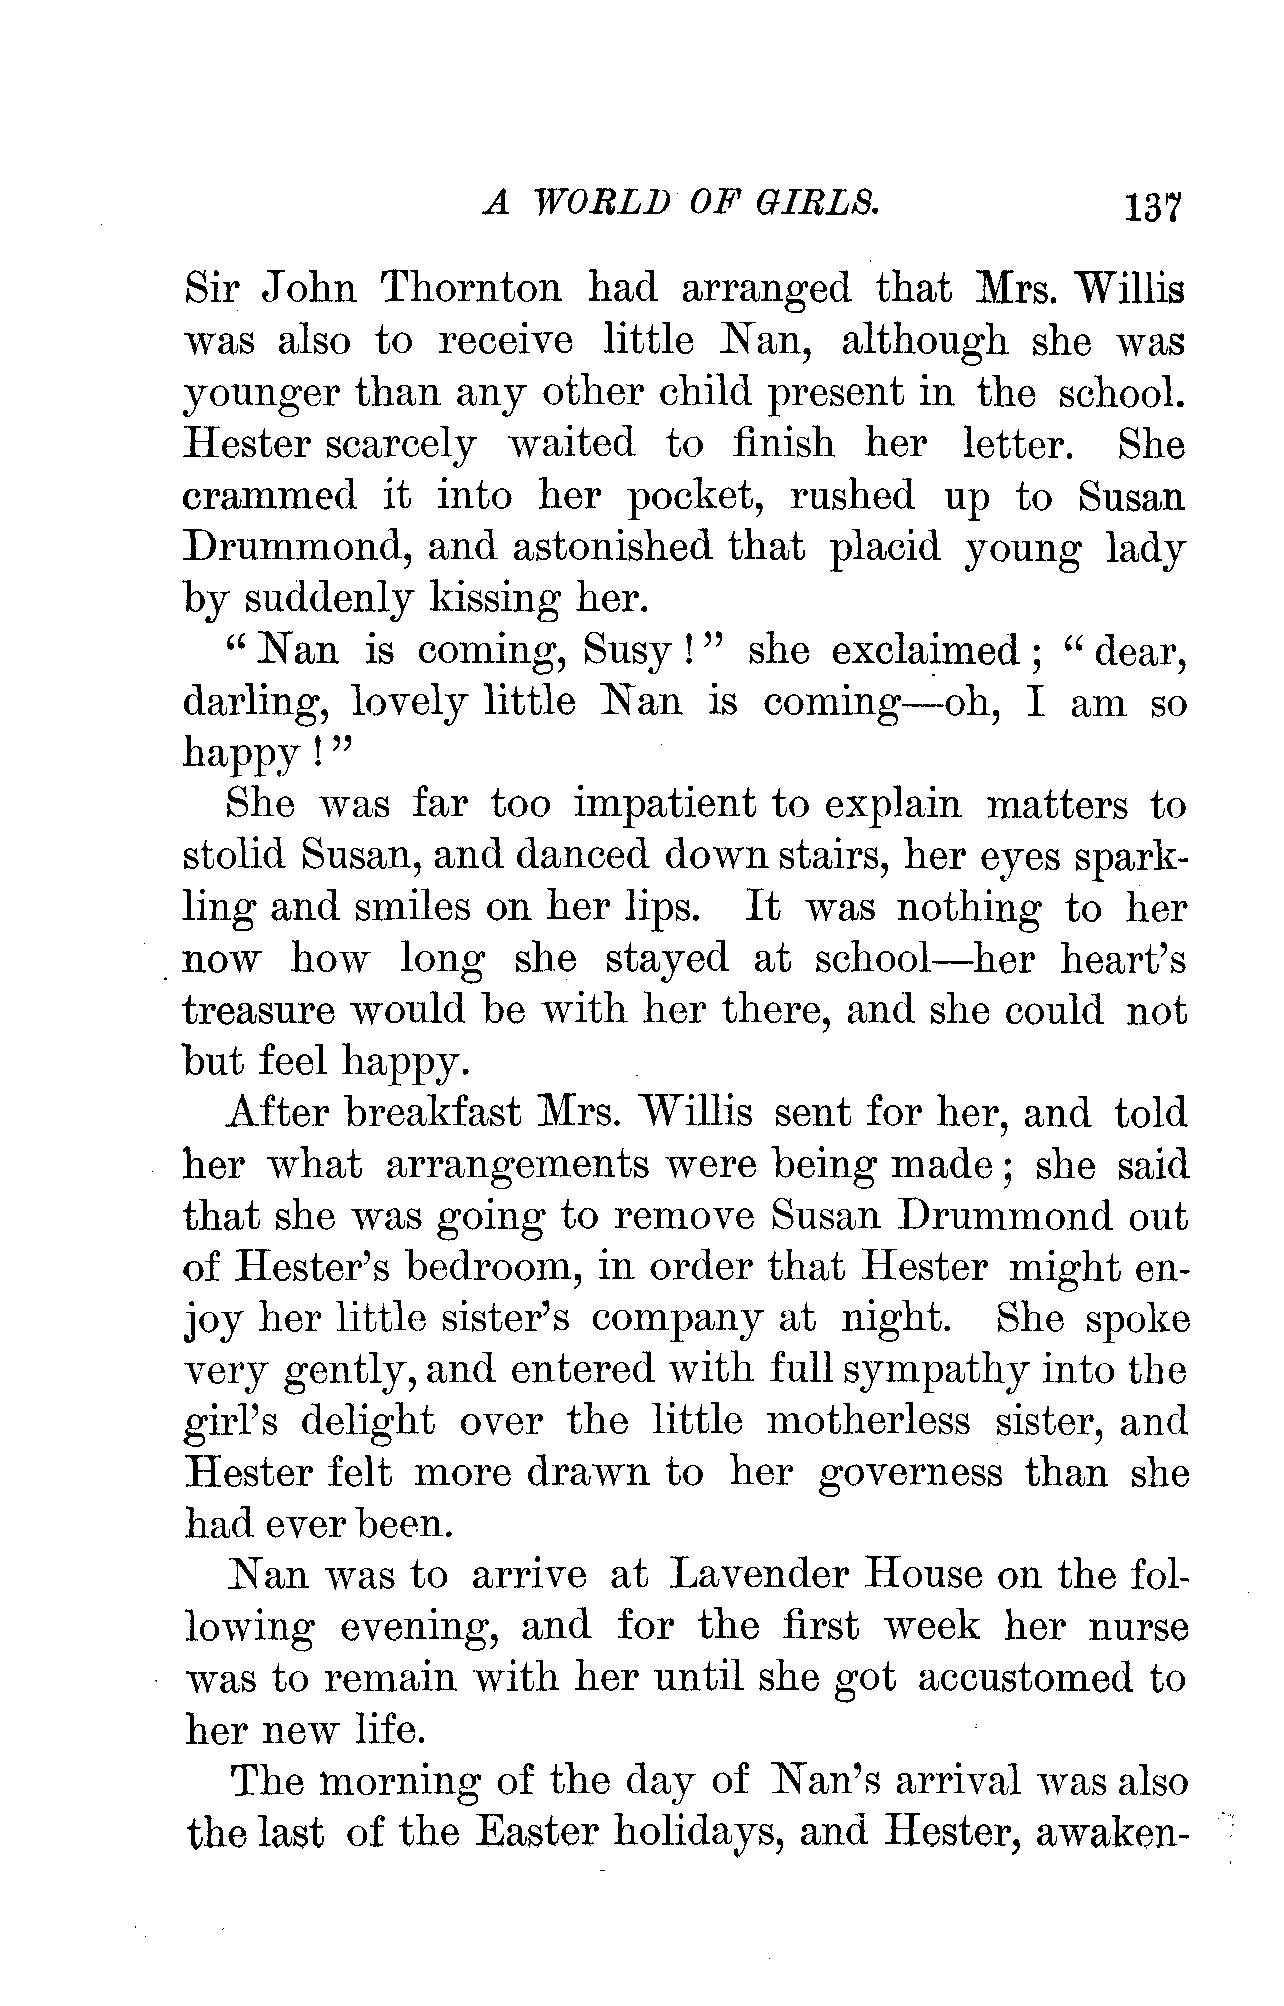 A WORLD OF GIRLS. 137
Sir John Thornton had arranged that Mrs. Willis
was also to receive little Nan, although she was
younger than any other child present in the school.
Hester scarcely waited to finish her letter. She
crammed it into her pocket, rushed up to Susan
Drummond, and astonished that placid young lady
by suddenly kissing her.
“Nan is coming, Susy!” she exclaimed; “dear,
darling, lovely little Nan is coming—oh, I am so
happy!”
She was far too impatient to explain matters to
stolid Susan, and danced down stairs, her eyes spark-
ling and smiles on her lips. It was nothing to her
now how long she stayed at school—her heart’s
treasure would be with her there, and she could not
but feel happy.
After breakfast Mrs. Willis sent for her, and told
her what arrangements were being made; she said
that she was going to remove Susan Drummond out
of Hester’s bedroom, in order that Hester might en-
joy her little sister’s company at night. She spoke
very gently, and entered with full sympathy into the
girl’s delight over the little motherless sister, and
Hester felt more drawn to her governess than she
had ever been.
Nan was to arrive at Lavender House on the fol-
lowing evening, and for the first week her nurse
was to remain with her until she got accustomed to
her new life.
The morning of the day of Nan’s arrival was also
the last of the Easter holidays, and Hester, awaken-